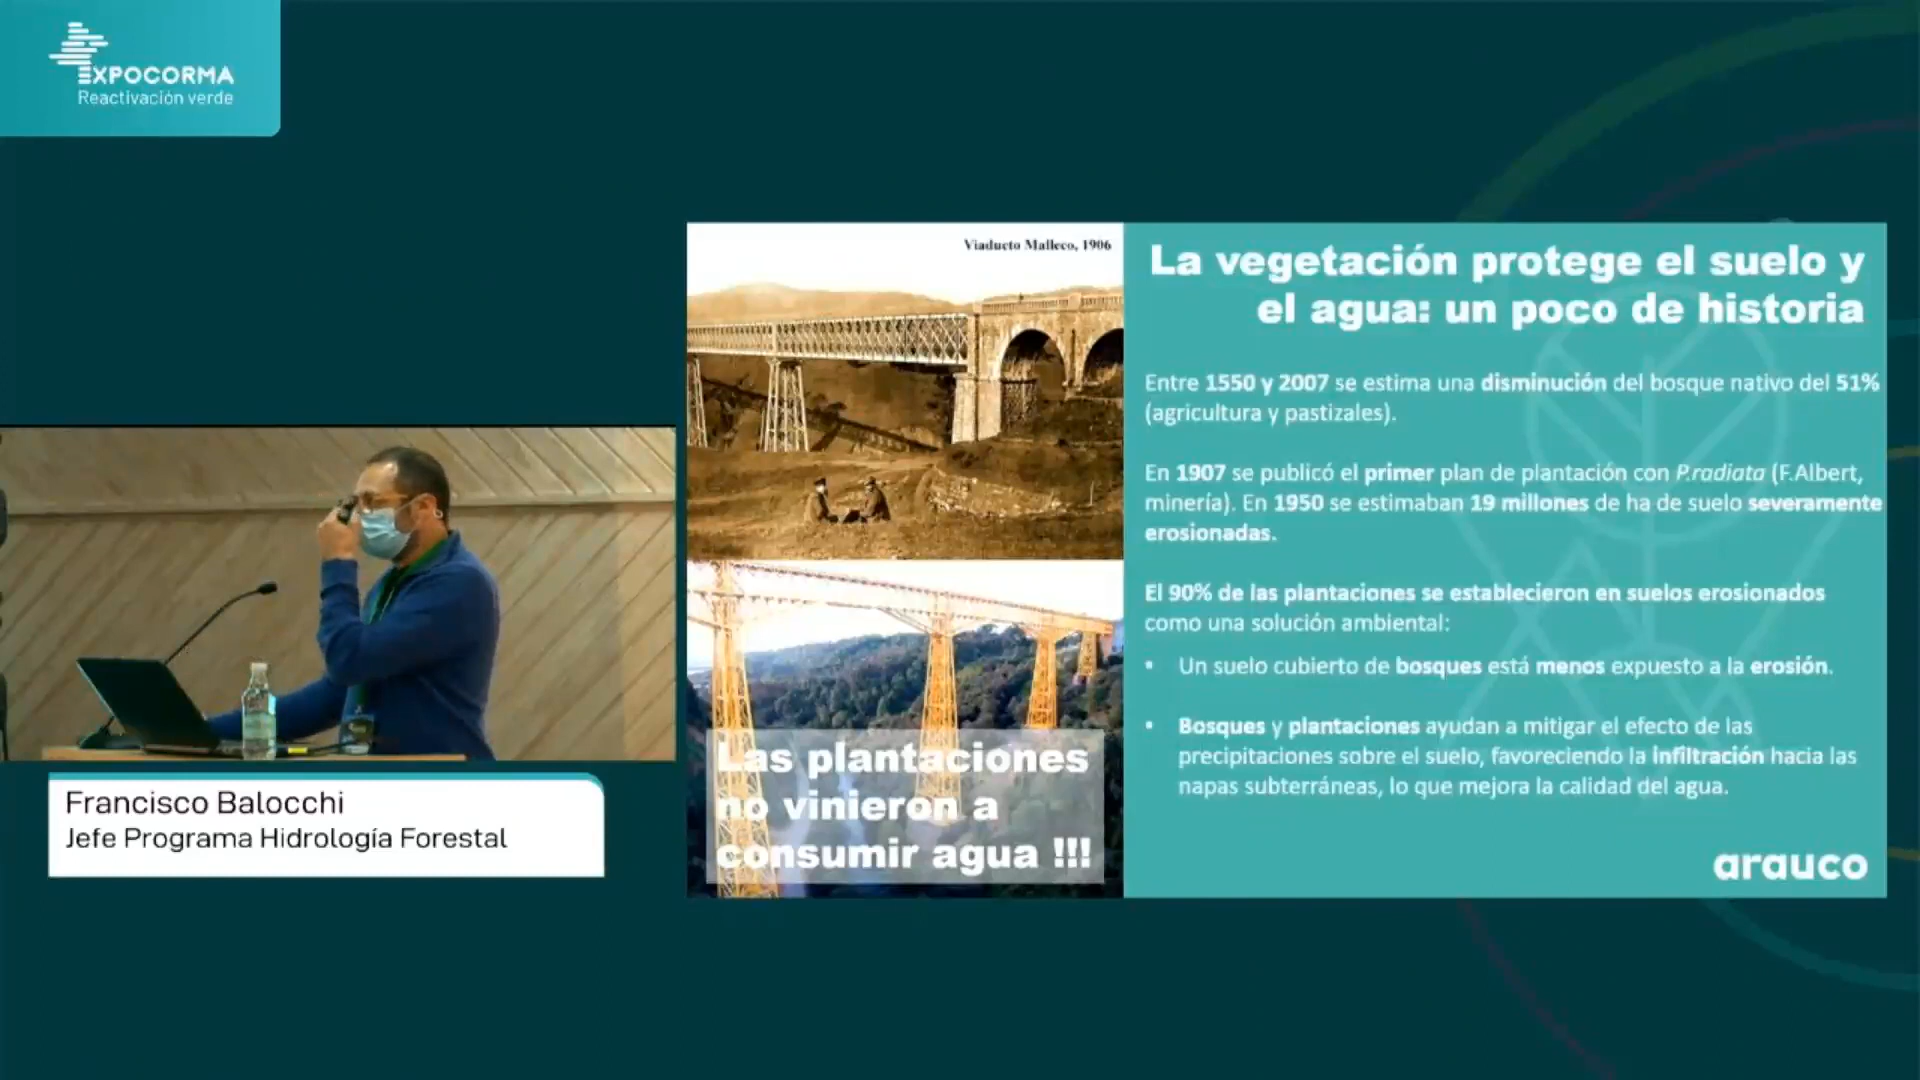 EXPOCORMA
Reactivación verde
Viaducto Malleco, 1906
Las plantaciones
no vinieron a
consumir agua !!!
La vegetación protege el suelo y
el agua: un poco de historia
Entre 1550 y 2007 se estima una disminución del bosque nativo del 51%
(agricultura y pastizales).
En 1907 se publicó el primer plan de plantación con P.radiata (F.Albert,
minería). En 1950 se estimaban 19 millones de ha de suelo severamente
erosionadas.
El 90% de las plantaciones se establecieron en suelos erosionados
como una solución ambiental:
• Un suelo cubierto de bosques está menos expuesto a la erosión.
• Bosques y plantaciones ayudan a mitigar el efecto de las
precipitaciones sobre el suelo, favoreciendo la infiltración hacia las
napas subterráneas, lo que mejora la calidad del agua.
arauco
Francisco Balocchi
Jefe Programa Hidrología Forestal